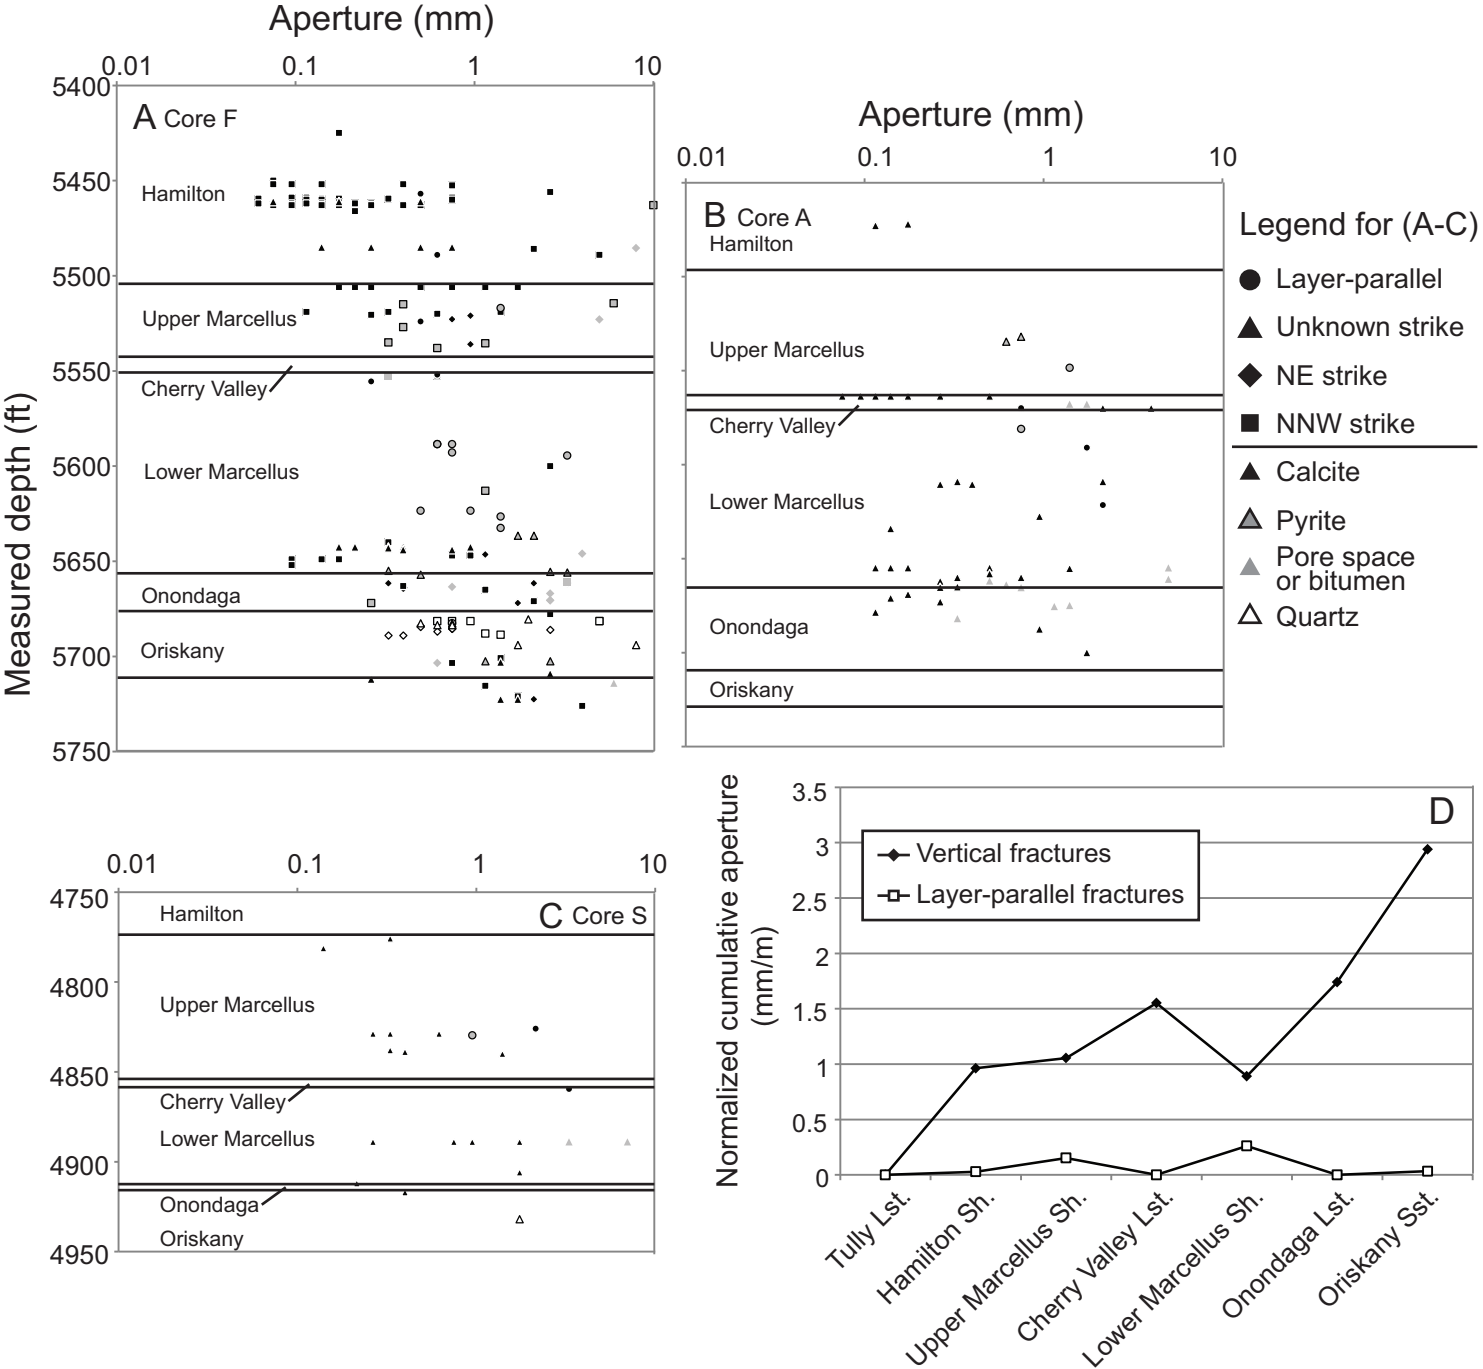 Aperture (mm)
0.01 0.1 1 10
5400
5450
5500
5550
5600
5650
5700
5750
Measured depth (ft)
A Core F
Hamilton
Upper Marcellus
Cherry Valley
Lower Marcellus
Onondaga
Oriskany
Aperture (mm)
0.01 0.1 1 10
B Core A
Hamilton
Upper Marcellus
Cherry Valley
Lower Marcellus
Onondaga
Oriskany
Legend for (A-C)
Layer-parallel
Unknown strike
NE strike
NNW strike
Calcite
Pyrite
Pore space
or bitumen
Quartz
0.01 0.1 1 10
4750
4800
4850
4900
4950
C Core S
Hamilton
Upper Marcellus
Cherry Valley
Lower Marcellus
Onondaga
Oriskany
D
Normalized cumulative aperture
(mm/m)
3.5
3
2.5
2
1.5
1
0.5
0
Vertical fractures
Layer-parallel fractures
Tully Lst.
Hamilton Sh.
Upper Marcellus Sh.
Cherry Valley Lst.
Lower Marcellus Sh.
Onondaga Lst.
Oriskany Sst.